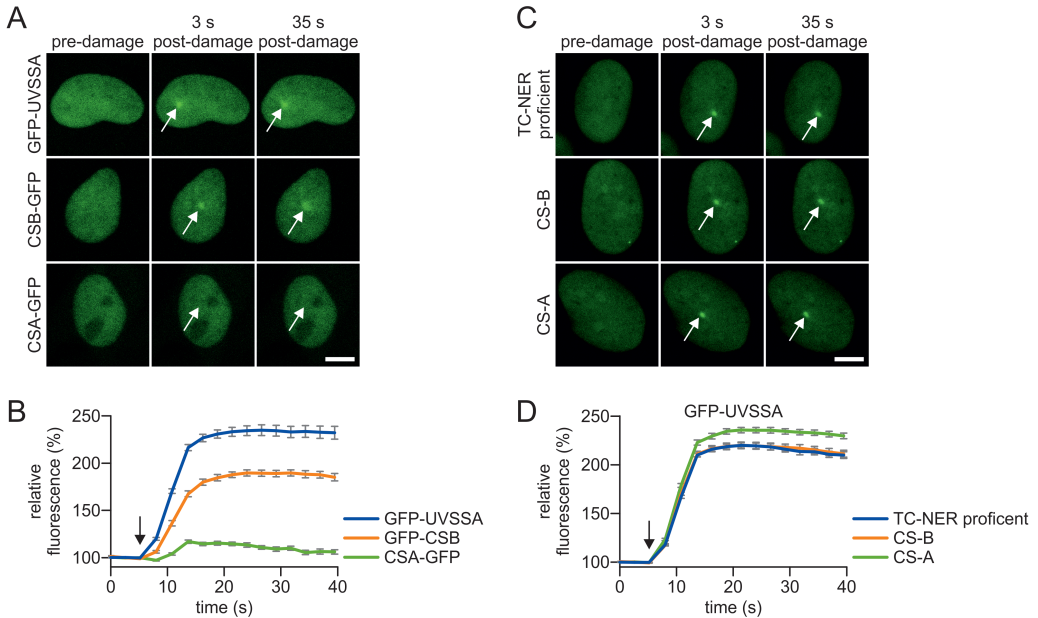 A
3 s
35 s
pre-damage
post-damage
post-damage
GFP-UVSSA
CSB-GFP
CSA-GFP
B
250
200
150
100
relative
fluorescence (%)
0
10
20
30
40
time (s)
GFP-UVSSA
GFP-CSB
CSA-GFP
C
3 s
35 s
pre-damage
post-damage
post-damage
TC-NER
proficient
CS-B
CS-A
D
GFP-UVSSA
250
200
150
100
relative
fluorescence (%)
0
10
20
30
40
time (s)
TC-NER proficent
CS-B
CS-A